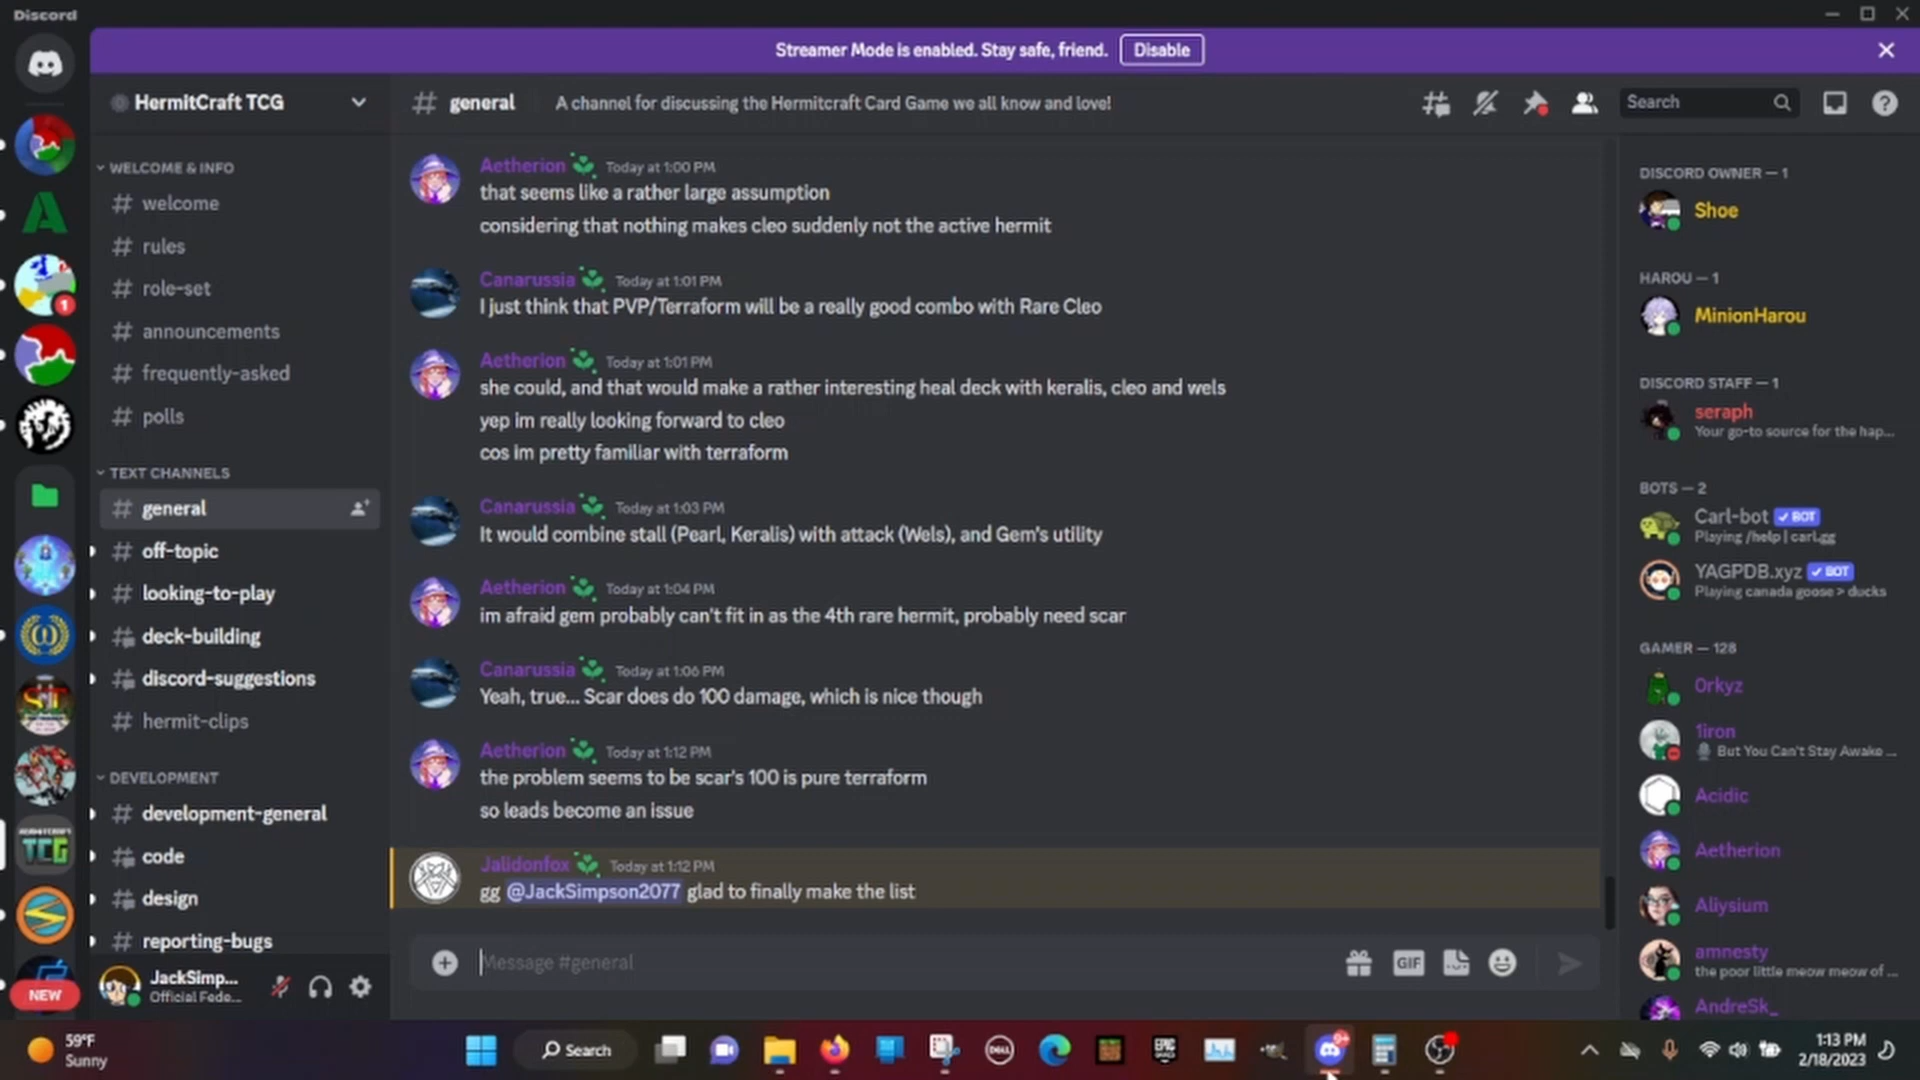 Discord
Streamer Mode is enabled. Stay safe, friend.
Disable
HermitCraft TCG
# general
A channel for discussing the Hermitcraft Card Game we all know and love!
Search
WELCOME & INFO
# welcome
# rules
# role-set
# announcements
# frequently-asked
# polls
TEXT CHANNELS
# general
# off-topic
# looking-to-play
# deck-building
# discord-suggestions
# hermit-clips
DEVELOPMENT
# development-general
# code
# design
# reporting-bugs
1
TCG
NEW
JackSimp...
Official Fede...
Aetherion Today at 1:00 PM
that seems like a rather large assumption
considering that nothing makes cleo suddenly not the active hermit
Canarussia Today at 1:01 PM
I just think that PVP/Terraform will be a really good combo with Rare Cleo
Aetherion Today at 1:01 PM
she could, and that would make a rather interesting heal deck with keralis, cleo and wels
yep im really looking forward to cleo
cos im pretty familiar with terraform
Canarussia Today at 1:03 PM
It would combine stall (Pearl, Keralis) with attack (Wels), and Gem's utility
Aetherion Today at 1:04 PM
im afraid gem probably can't fit in as the 4th rare hermit, probably need scar
Canarussia Today at 1:06 PM
Yeah, true... Scar does do 100 damage, which is nice though
Aetherion Today at 1:12 PM
the problem seems to be scar's 100 is pure terraform
so leads become an issue
Jalidonfox Today at 1:12 PM
gg @JackSimpson2077 glad to finally make the list
Message #general
GIF
DISCORD OWNER — 1
Shoe
HAROU — 1
MinionHarou
DISCORD STAFF — 1
seraph
Your go-to source for the hap...
BOTS — 2
Carl-bot BOT
Playing /help | carl.gg
YAGPDB.xyz BOT
Playing canada goose > ducks
GAMER — 128
0rkyz
1iron
But You Can't Stay Awake ...
Acidic
Aetherion
Aliysium
amnesty
the poor little meow meow of ...
AndreSk_
59°F
Sunny
Search
DELL
EPIC
GAMES
9+
1:13 PM
2/18/2023